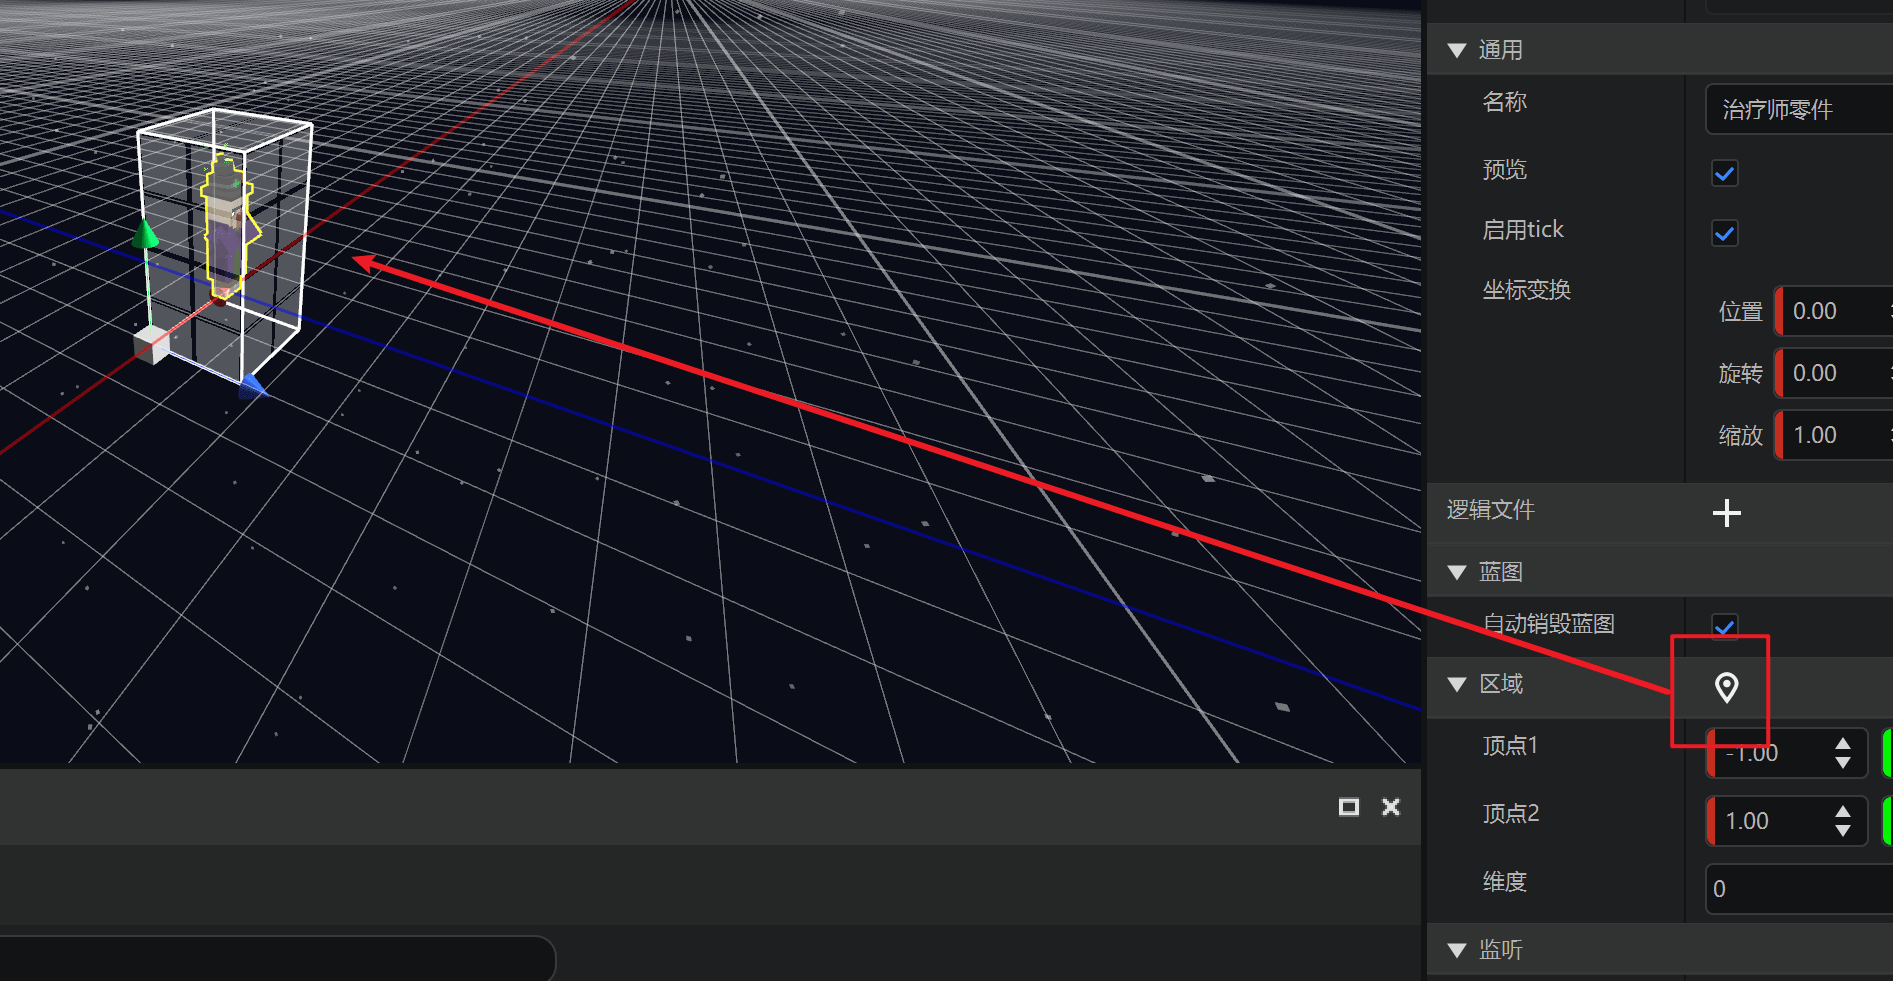 通用
名称
治疗师零件
预览
启用tick
坐标变换
位置 0.00
旋转 0.00
缩放 1.00
逻辑文件
蓝图
自动销毁蓝图
区域
顶点1 -1.00
顶点2 1.00
维度 0
监听